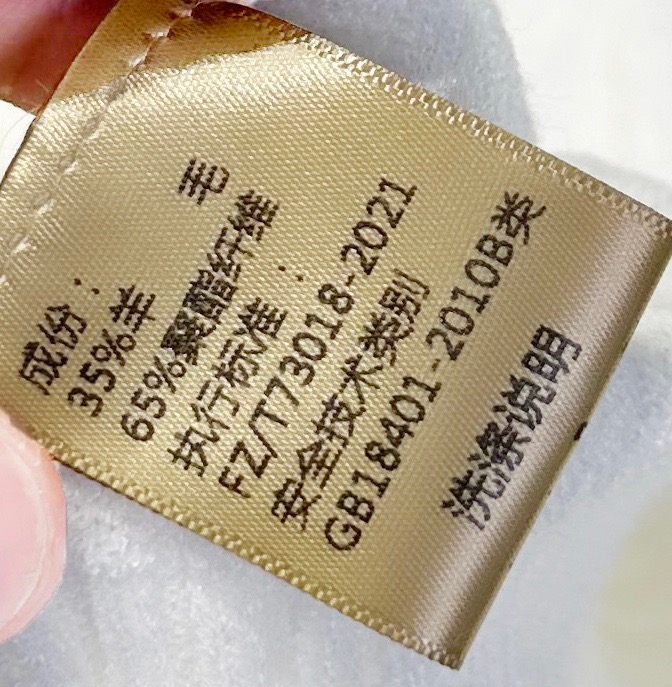 成份：
35%羊 毛
65%聚酯纤维
执行标准：
FZ/T73018-2021
安全技术类别
GB18401-2010B类
洗涤说明